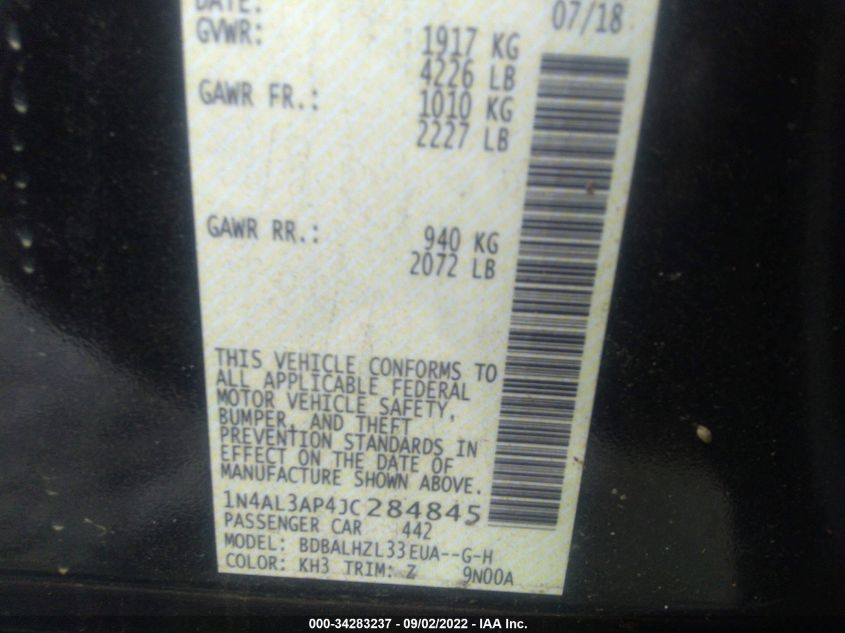 DATE: 07/18
GVWR: 1917 KG
4226 LB
GAWR FR.: 1010 KG
2227 LB
GAWR RR.: 940 KG
2072 LB
THIS VEHICLE CONFORMS TO
ALL APPLICABLE FEDERAL
MOTOR VEHICLE SAFETY,
BUMPER, AND THEFT
PREVENTION STANDARDS IN
EFFECT ON THE DATE OF
MANUFACTURE SHOWN ABOVE.
1N4AL3AP4JC284845
PASSENGER CAR 442
MODEL: BDBALHZL33EUA--G-H
COLOR: KH3 TRIM: Z 9N00A
000-34283237 - 09/02/2022 - IAA Inc.